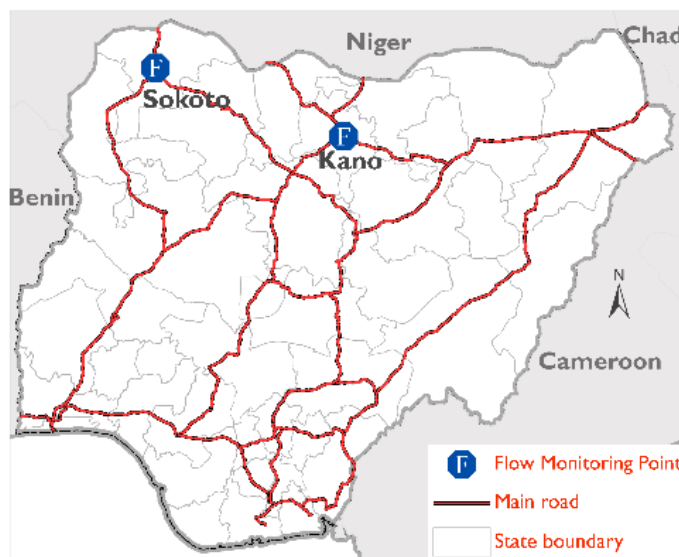 Niger
Chad
F
Sokoto
F
Kano
Benin
N
Cameroon
F Flow Monitoring Point
Main road
State boundary